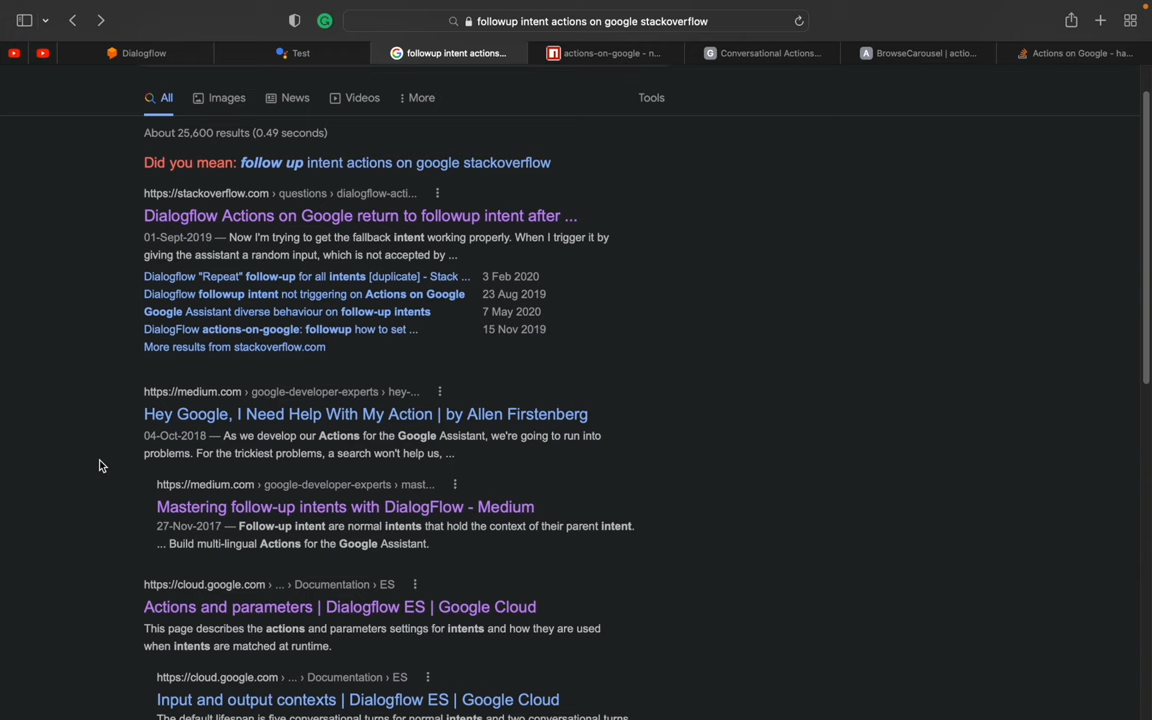 followup intent actions on google stackoverflow
Dialogflow
Test
followup intent actions...
actions-on-google - n...
Conversational Actions...
BrowseCarousel | actio...
Actions on Google - ha...
All
Images
News
Videos
More
Tools
About 25,600 results (0.49 seconds)
Did you mean: follow up intent actions on google stackoverflow
https://stackoverflow.com › questions › dialogflow-acti...
Dialogflow Actions on Google return to followup intent after ...
01-Sept-2019 — Now I'm trying to get the fallback intent working properly. When I trigger it by
giving the assistant a random input, which is not accepted by ...
Dialogflow "Repeat" follow-up for all intents [duplicate] - Stack ... 3 Feb 2020
Dialogflow followup intent not triggering on Actions on Google 23 Aug 2019
Google Assistant diverse behaviour on follow-up intents 7 May 2020
DialogFlow actions-on-google: followup how to set ... 15 Nov 2019
More results from stackoverflow.com
https://medium.com › google-developer-experts › hey-...
Hey Google, I Need Help With My Action | by Allen Firstenberg
04-Oct-2018 — As we develop our Actions for the Google Assistant, we're going to run into
problems. For the trickiest problems, a search won't help us, ...
https://medium.com › google-developer-experts › mast...
Mastering follow-up intents with DialogFlow - Medium
27-Nov-2017 — Follow-up intent are normal intents that hold the context of their parent intent.
... Build multi-lingual Actions for the Google Assistant.
https://cloud.google.com › ... › Documentation › ES
Actions and parameters | Dialogflow ES | Google Cloud
This page describes the actions and parameters settings for intents and how they are used
when intents are matched at runtime.
https://cloud.google.com › ... › Documentation › ES
Input and output contexts | Dialogflow ES | Google Cloud
The default lifespan is five conversational turns for normal intents and two conversational turns